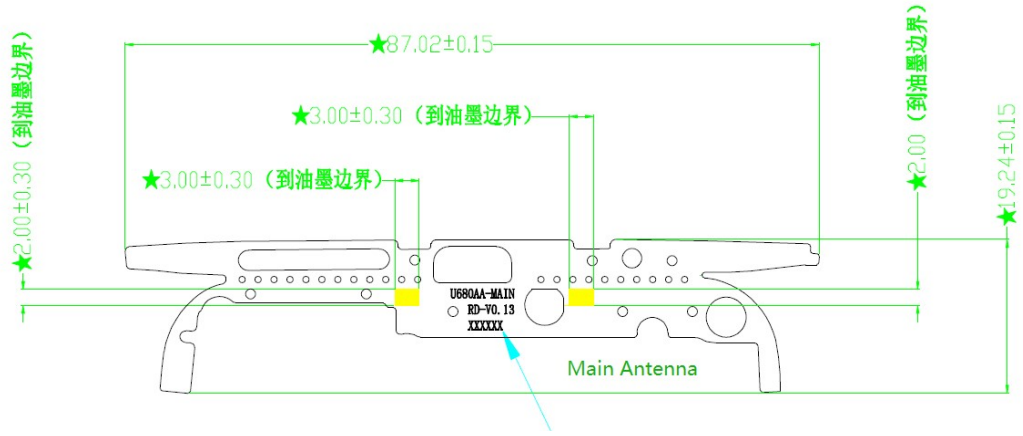 ★87.02±0.15
★3.00±0.30（到油墨边界）
★3.00±0.30（到油墨边界）
★2.00±0.30（到油墨边界）
★2.00（到油墨边界）
★19.24±0.15
U680AA-MAIN
RD-V0.13
XXXXXX
Main Antenna